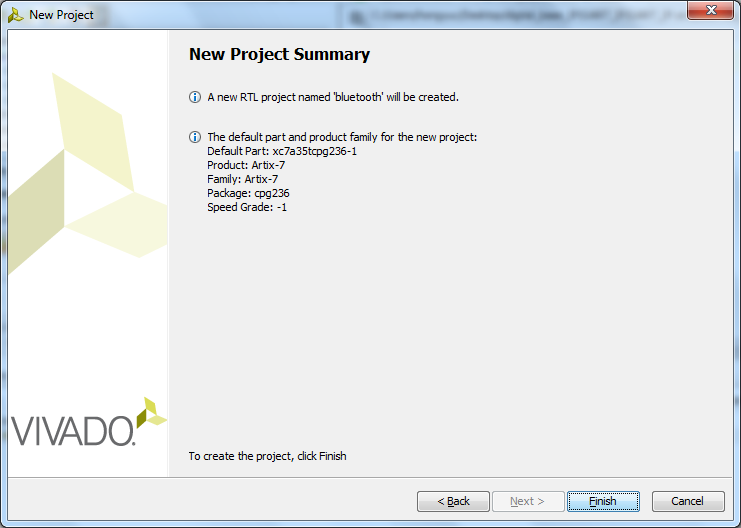 New Project
New Project Summary
A new RTL project named 'bluetooth' will be created.
The default part and product family for the new project:
Default Part: xc7a35tcpg236-1
Product: Artix-7
Family: Artix-7
Package: cpg236
Speed Grade: -1
VIVADO.
To create the project, click Finish
< Back
Next >
Finish
Cancel